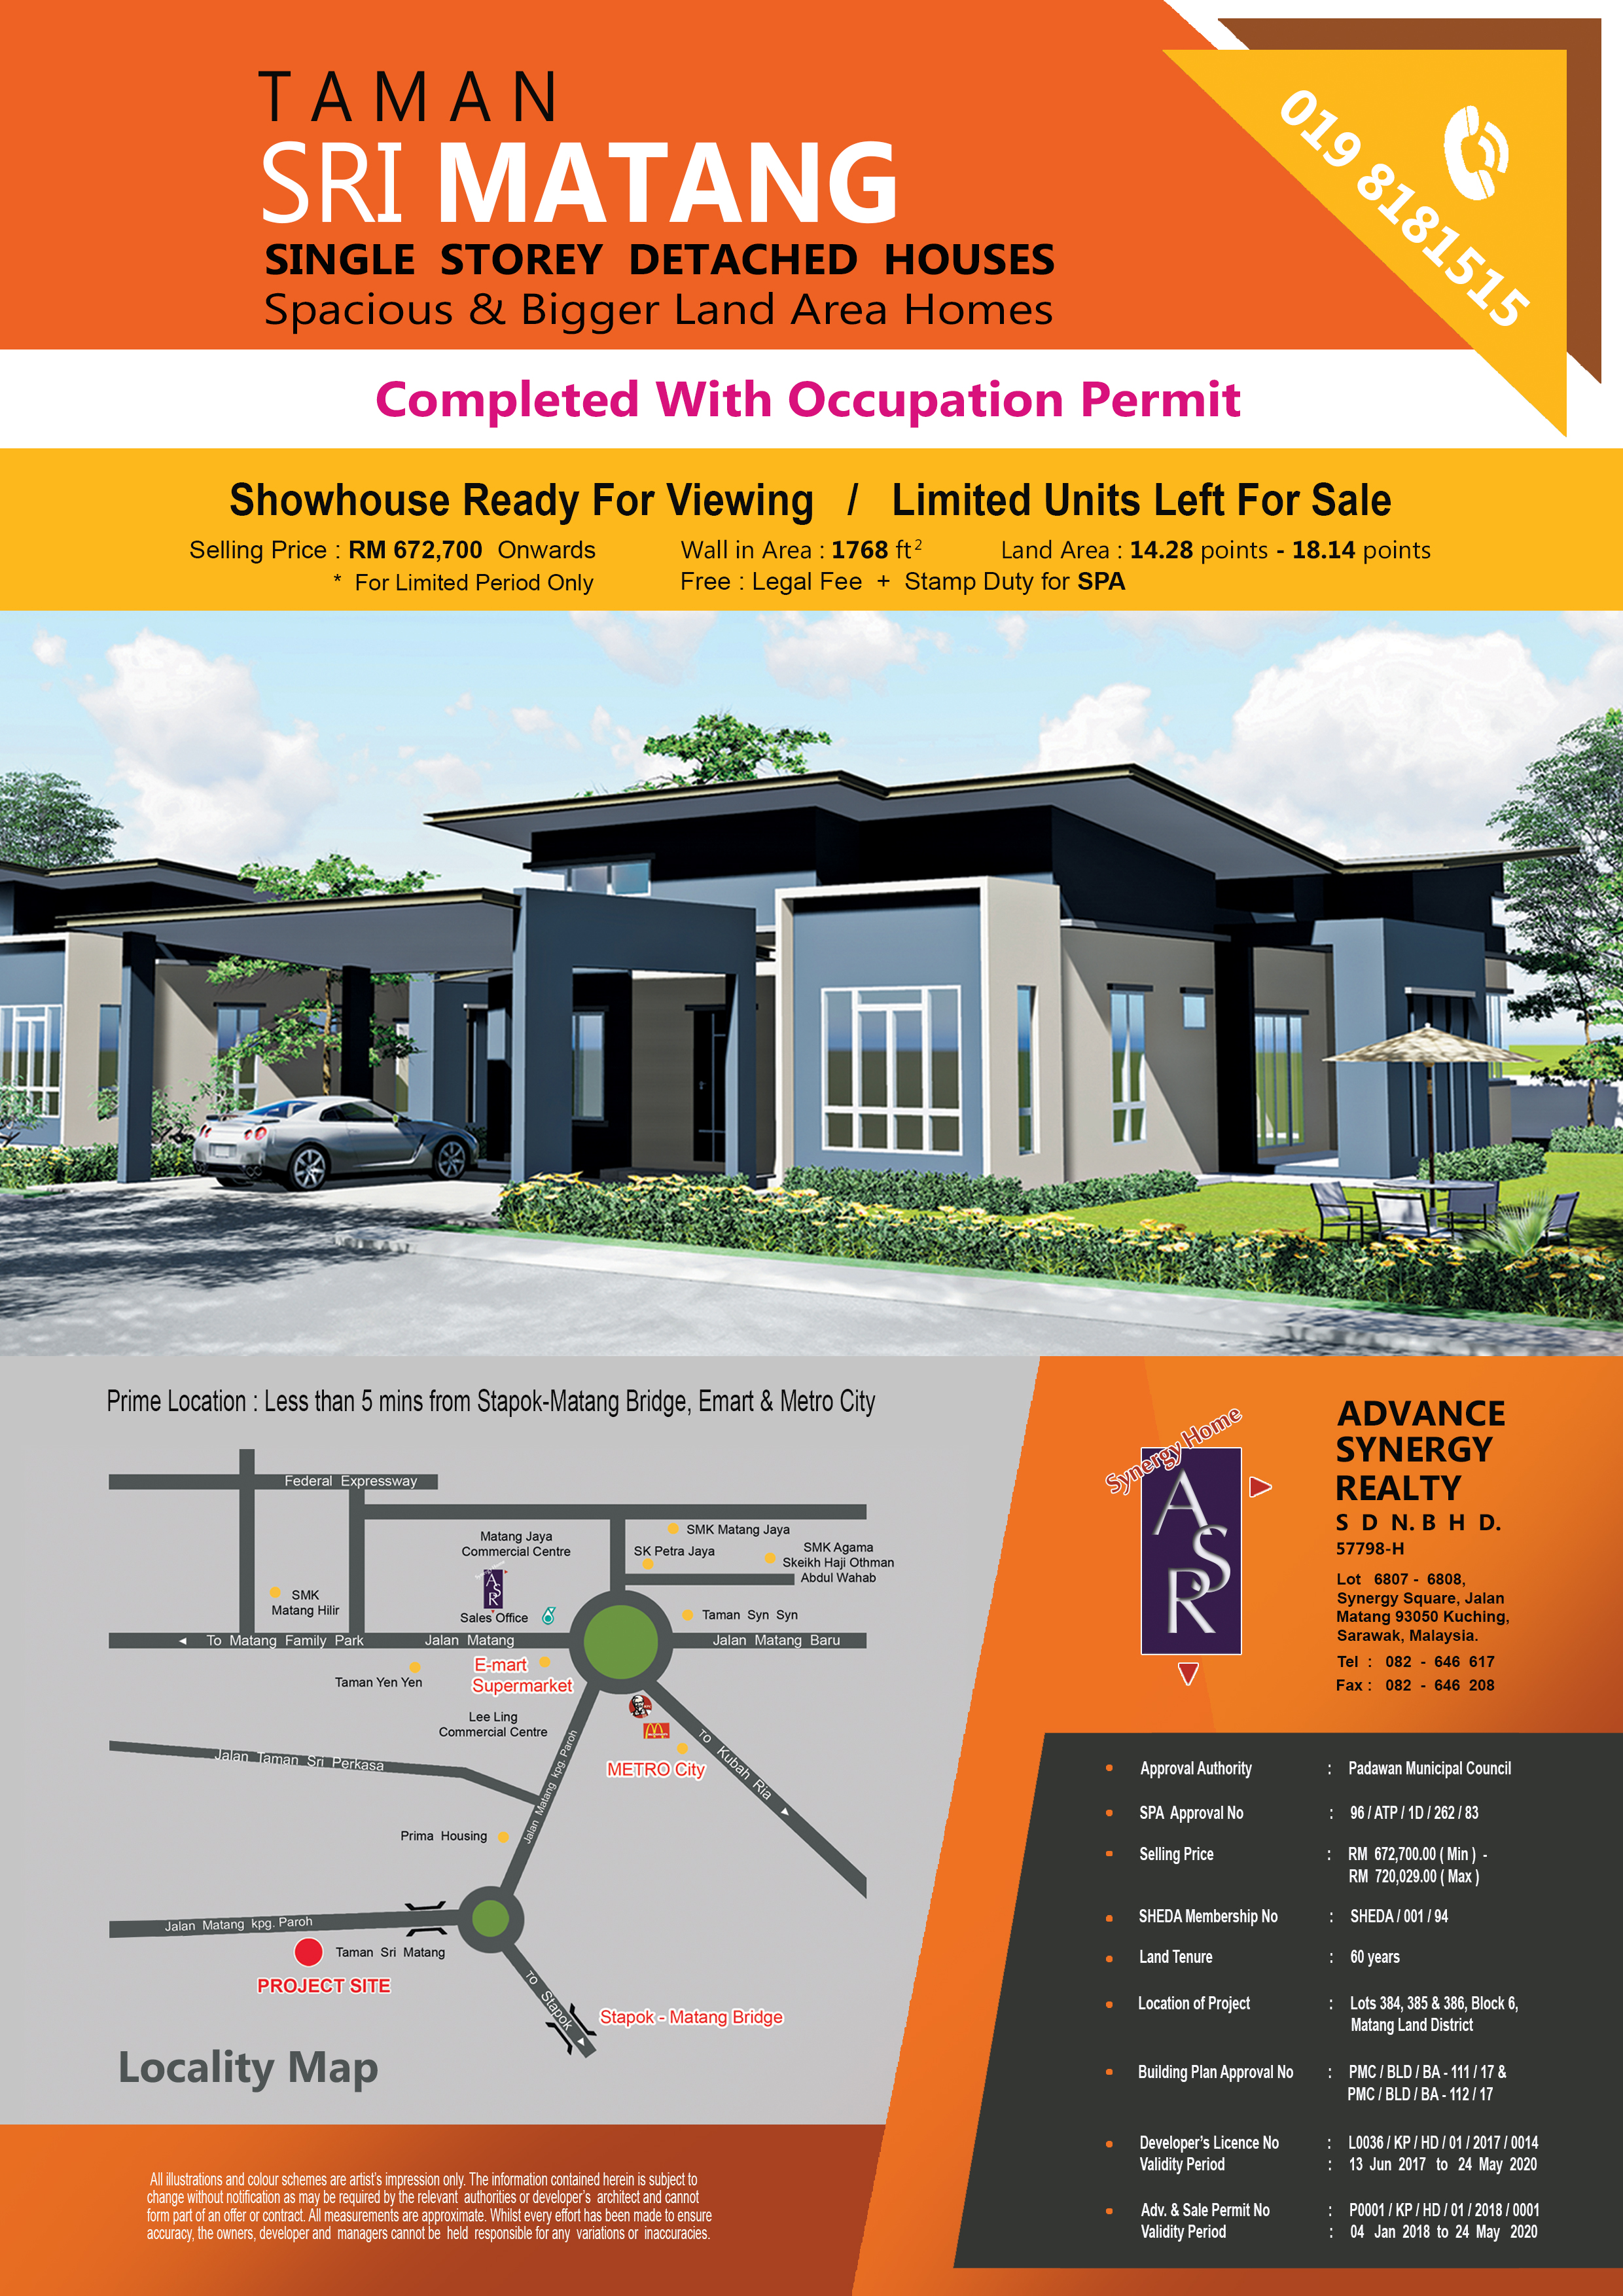 TAMAN
SRI MATANG
SINGLE STOREY DETACHED HOUSES
Spacious & Bigger Land Area Homes
019 8181515
Completed With Occupation Permit
Showhouse Ready For Viewing / Limited Units Left For Sale
Selling Price : RM 672,700 Onwards
* For Limited Period Only
Wall in Area : 1768 ft²
Land Area : 14.28 points - 18.14 points
Free : Legal Fee + Stamp Duty for SPA
Prime Location : Less than 5 mins from Stapok-Matang Bridge, Emart & Metro City
Federal Expressway
Matang Jaya
Commercial Centre
ASR
Sales Office
SMK Matang Jaya
SK Petra Jaya
SMK Agama
Skeikh Haji Othman
Abdul Wahab
SMK
Matang Hilir
Taman Syn Syn
To Matang Family Park
Jalan Matang
Jalan Matang Baru
Taman Yen Yen
E-mart
Supermarket
Lee Ling
Commercial Centre
METRO City
To Kubah Ria
Jalan Taman Sri Perkasa
Jalan Matang kpg. Paroh
Prima Housing
Jalan Matang kpg. Paroh
Taman Sri Matang
PROJECT SITE
To Stapok
Stapok - Matang Bridge
Locality Map
All illustrations and colour schemes are artist's impression only. The information contained herein is subject to
change without notification as may be required by the relevant authorities or developer's architect and cannot
form part of an offer or contract. All measurements are approximate. Whilst every effort has been made to ensure
accuracy, the owners, developer and managers cannot be held responsible for any variations or inaccuracies.
Synergy Home
ASR
ADVANCE
SYNERGY
REALTY
SDN. BHD.
57798-H
Lot 6807 - 6808,
Synergy Square, Jalan
Matang 93050 Kuching,
Sarawak, Malaysia.
Tel : 082 - 646 617
Fax : 082 - 646 208
Approval Authority : Padawan Municipal Council
SPA Approval No : 96 / ATP / 1D / 262 / 83
Selling Price : RM 672,700.00 ( Min ) -
RM 720,029.00 ( Max )
SHEDA Membership No : SHEDA / 001 / 94
Land Tenure : 60 years
Location of Project : Lots 384, 385 & 386, Block 6,
Matang Land District
Building Plan Approval No : PMC / BLD / BA - 111 / 17 &
PMC / BLD / BA - 112 / 17
Developer's Licence No : L0036 / KP / HD / 01 / 2017 / 0014
Validity Period : 13 Jun 2017 to 24 May 2020
Adv. & Sale Permit No : P0001 / KP / HD / 01 / 2018 / 0001
Validity Period : 04 Jan 2018 to 24 May 2020